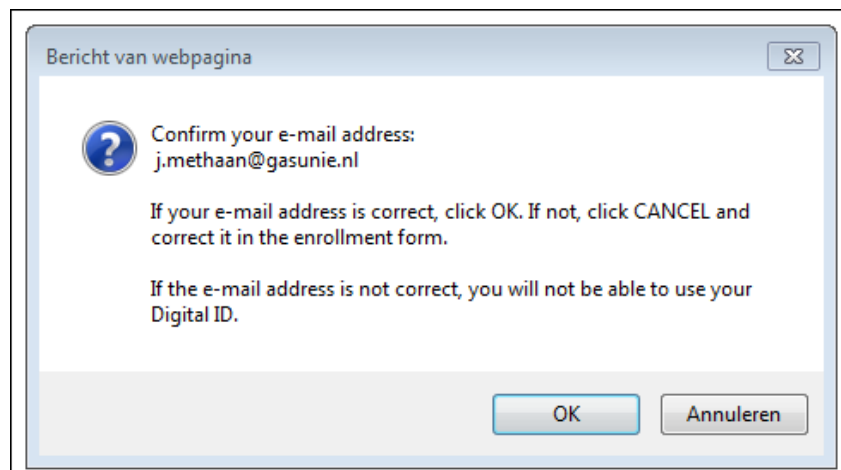 Bericht van webpagina
Confirm your e-mail address:
j.methaan@gasunie.nl
If your e-mail address is correct, click OK. If not, click CANCEL and
correct it in the enrollment form.
If the e-mail address is not correct, you will not be able to use your
Digital ID.
OK
Annuleren